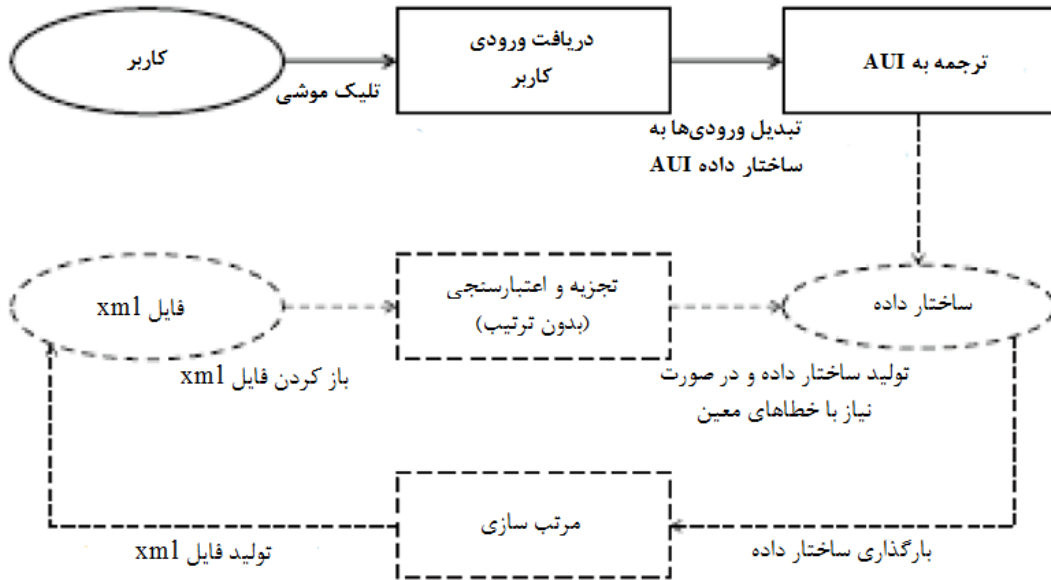 کاربر
تلیک موشی
دریافت ورودی
کاربر
تبدیل ورودی‌ها به
ساختار داده AUI
ترجمه به AUI
فایل xml
باز کردن فایل xml
تجزیه و اعتبارسنجی
(بدون ترتیب)
تولید ساختار داده و در صورت
نیاز با خطاهای معین
ساختار داده
بارگذاری ساختار داده
مرتب سازی
تولید فایل xml